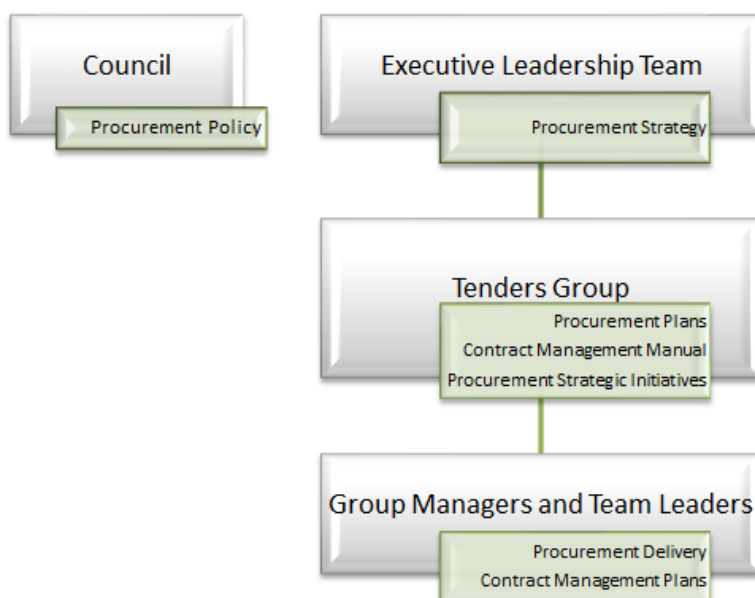 Council
Procurement Policy
Executive Leadership Team
Procurement Strategy
Tenders Group
Procurement Plans
Contract Management Manual
Procurement Strategic Initiatives
Group Managers and Team Leaders
Procurement Delivery
Contract Management Plans